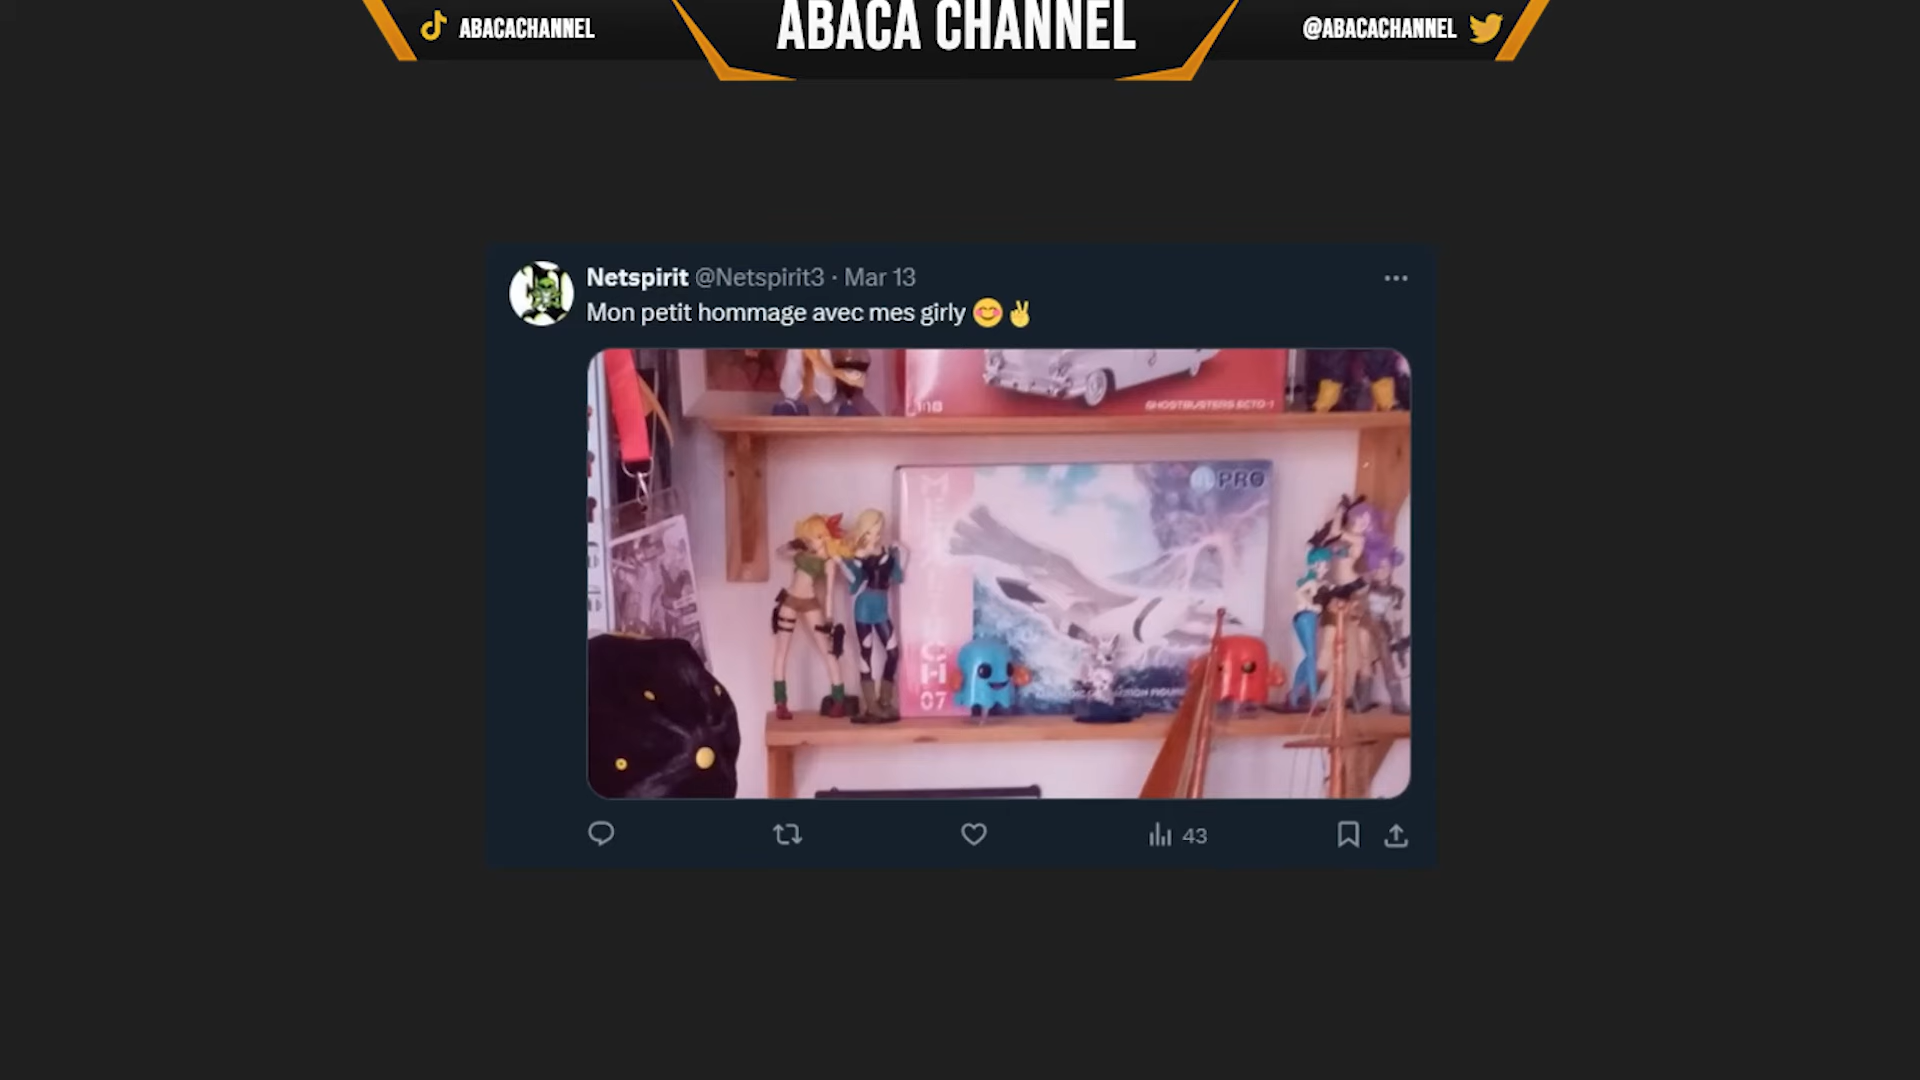 ABACACHANNEL
ABACA CHANNEL
@ABACACHANNEL
Netspirit @Netspirit3 · Mar 13
Mon petit hommage avec mes girly 😊✌
GHOSTBUSTERS ECTO-1
PRO
07
43